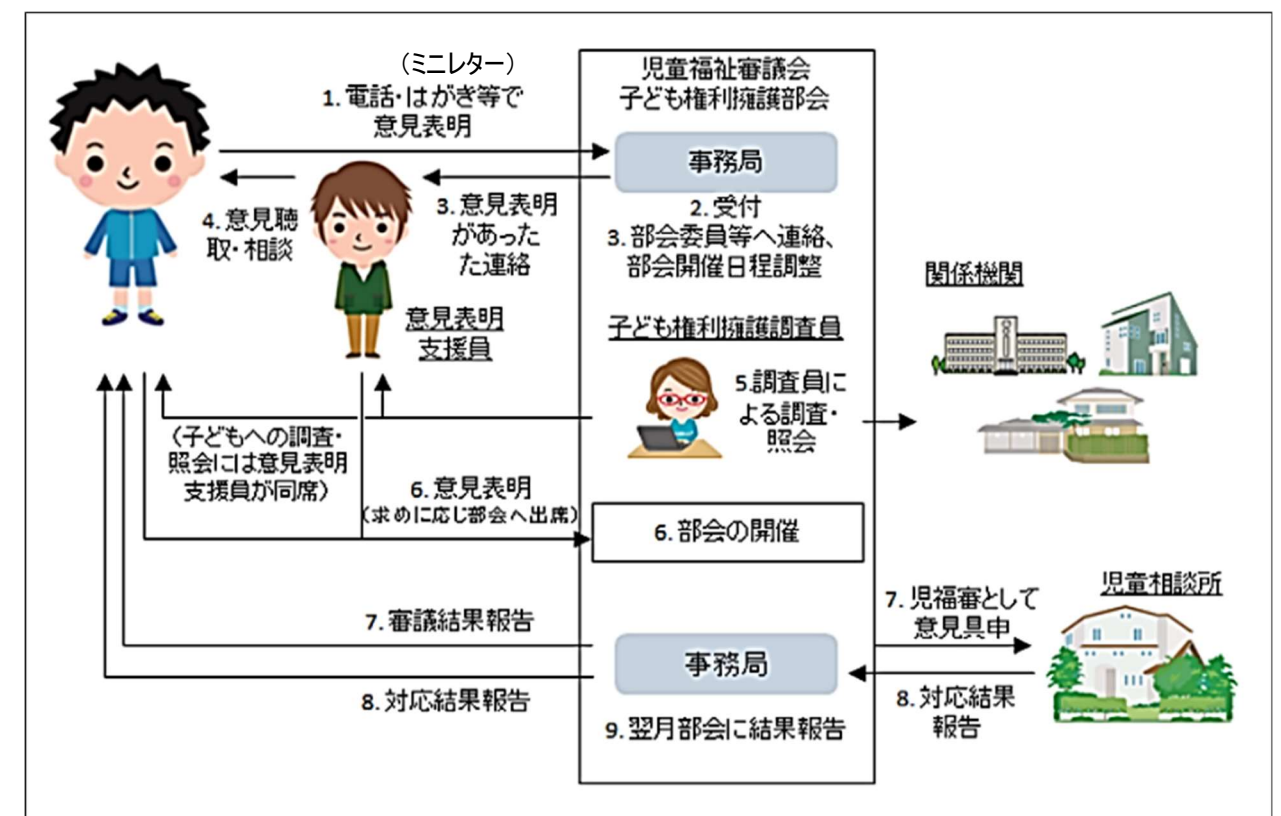 (ミニレター)
1. 電話・はがき等で
意見表明
児童福祉審議会
子ども権利擁護部会
事務局
2. 受付
3. 部会委員等へ連絡、
部会開催日程調整
3. 意見表明
があった
た連絡
4. 意見聴
取・相談
意見表明
支援員
子ども権利擁護調査員
5.調査員に
よる調査・
照会
関係機関
(子どもへの調査・
照会には意見表明
支援員が同席)
6. 意見表明
(求めに応じ部会へ出席)
6. 部会の開催
7. 審議結果報告
8. 対応結果報告
事務局
9. 翌月部会に結果報告
7. 児福審として
意見具申
8. 対応結果
報告
児童相談所